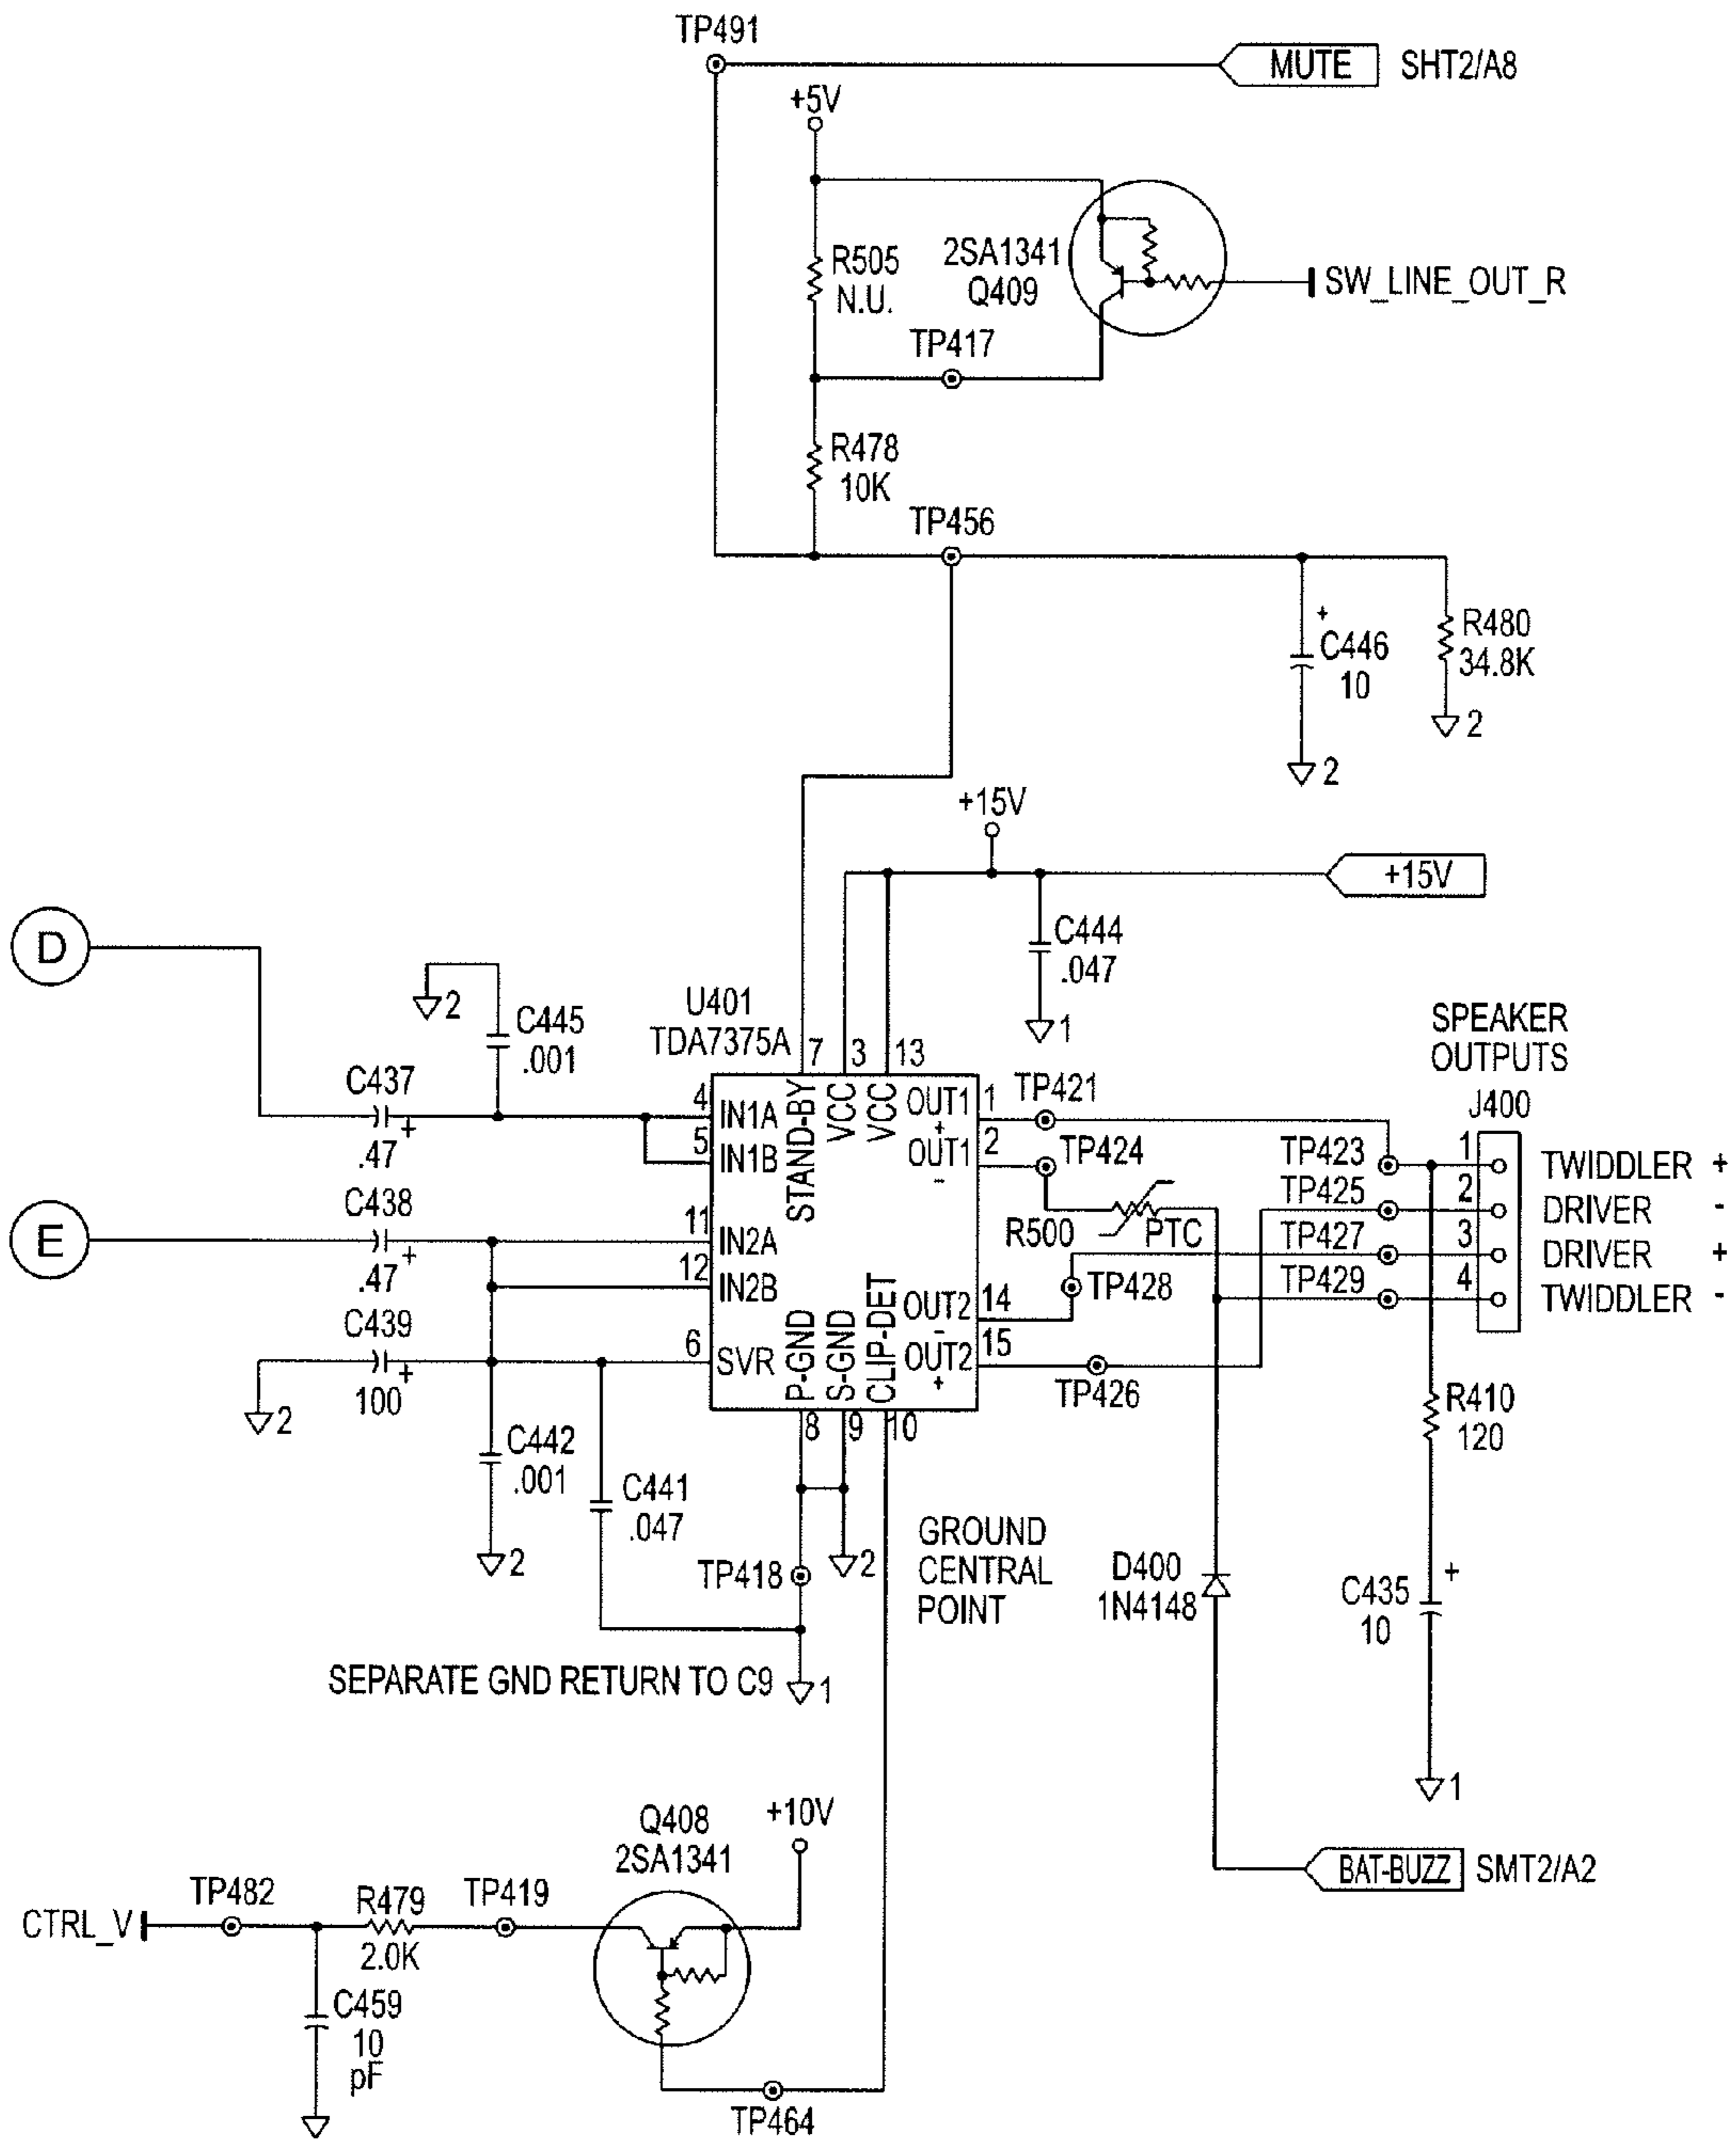 TP491
MUTE SHT2/A8
+5V
R505
N.U.
2SA1341
Q409
SW_LINE_OUT_R
TP417
R478
10K
TP456
+
C446
10
R480
34.8K
2
2
+15V
+15V
D
C444
.047
1
2
C445
.001
U401
TDA7375A
7 3 13
SPEAKER
OUTPUTS
J400
C437
+
.47
4 IN1A
5 IN1B
STAND-BY
VCC
VCC
OUT1 1
+
OUT1 2
-
TP421
TP424
TP423 1 TWIDDLER +
TP425 2 DRIVER -
TP427 3 DRIVER +
TP429 4 TWIDDLER -
R500 PTC
E
C438
+
.47
11 IN2A
12 IN2B
TP428
OUT2 14
-
OUT2 15
+
TP426
C439
+
100
2
6 SVR
P-GND
S-GND
CLIP-DET
8 9 10
R410
120
C442
.001
2
C441
.047
TP418
2
GROUND
CENTRAL
POINT
D400
1N4148
C435
+
10
1
SEPARATE GND RETURN TO C9
1
BAT-BUZZ SMT2/A2
Q408
2SA1341
+10V
CTRL_V
TP482
R479
2.0K
TP419
C459
10
pF
TP464